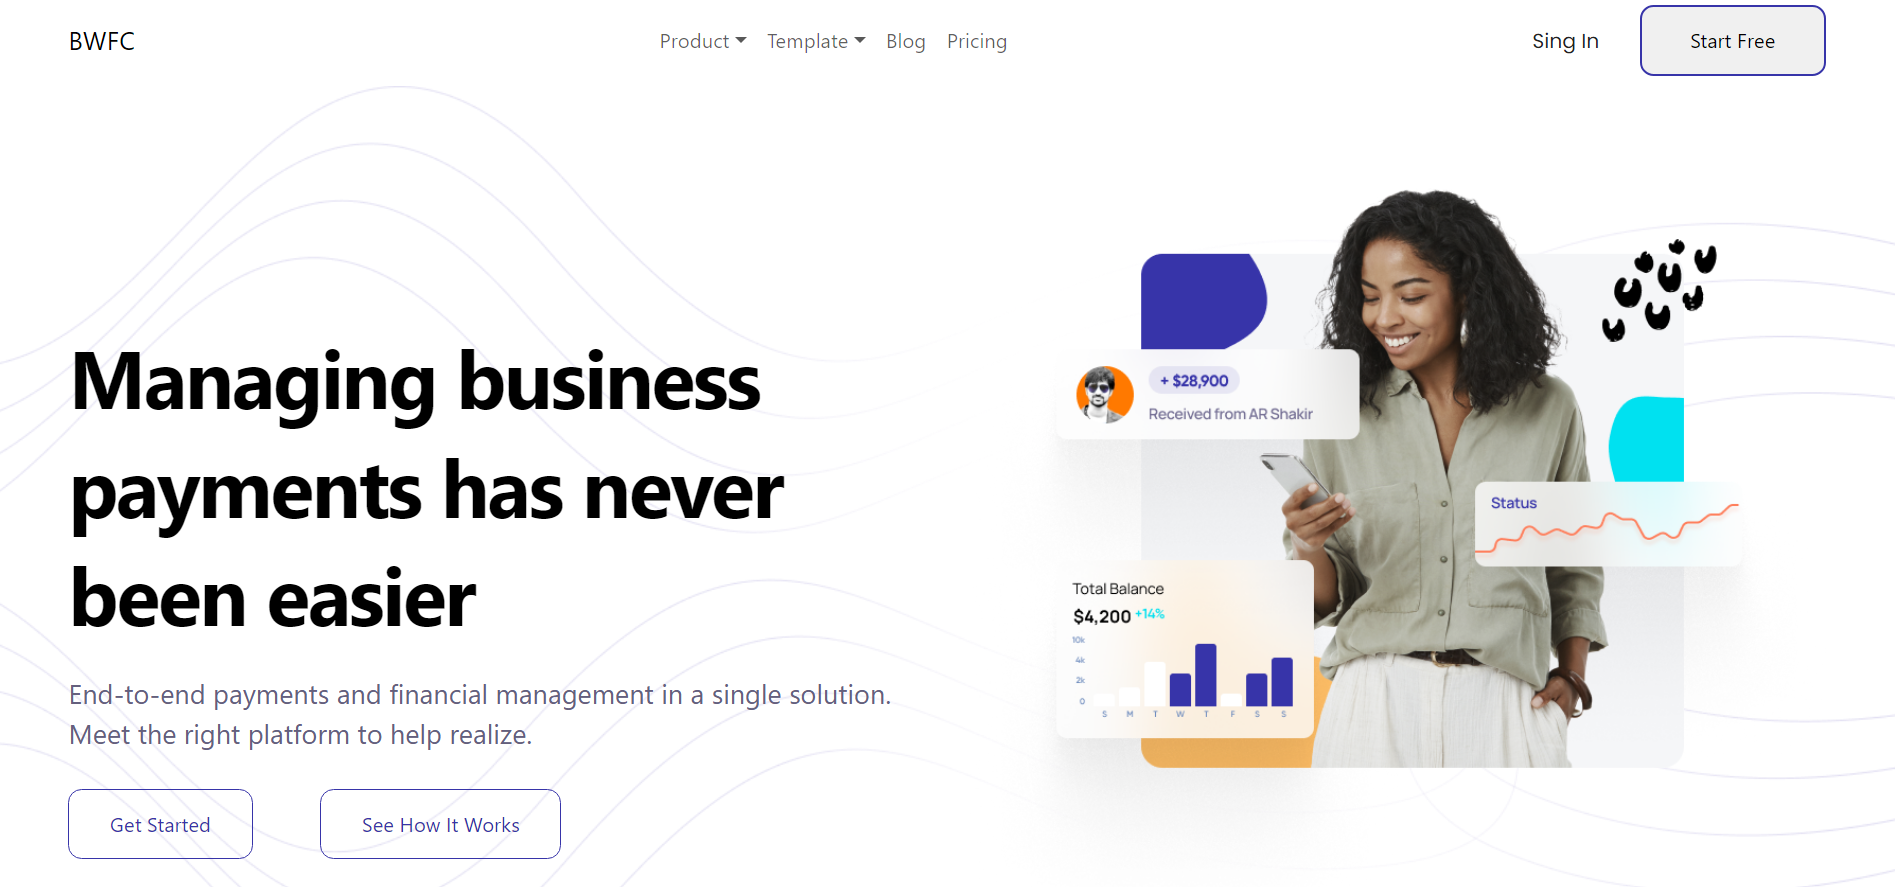 BWFC
Product Template Blog Pricing
Sing In
Start Free
Managing business
payments has never
been easier
End-to-end payments and financial management in a single solution.
Meet the right platform to help realize.
Get Started
See How It Works
+ $28,900
Received from AR Shakir
Status
Total Balance
$4,200 +14%
10k
4k
2k
0
S M T W T F S S